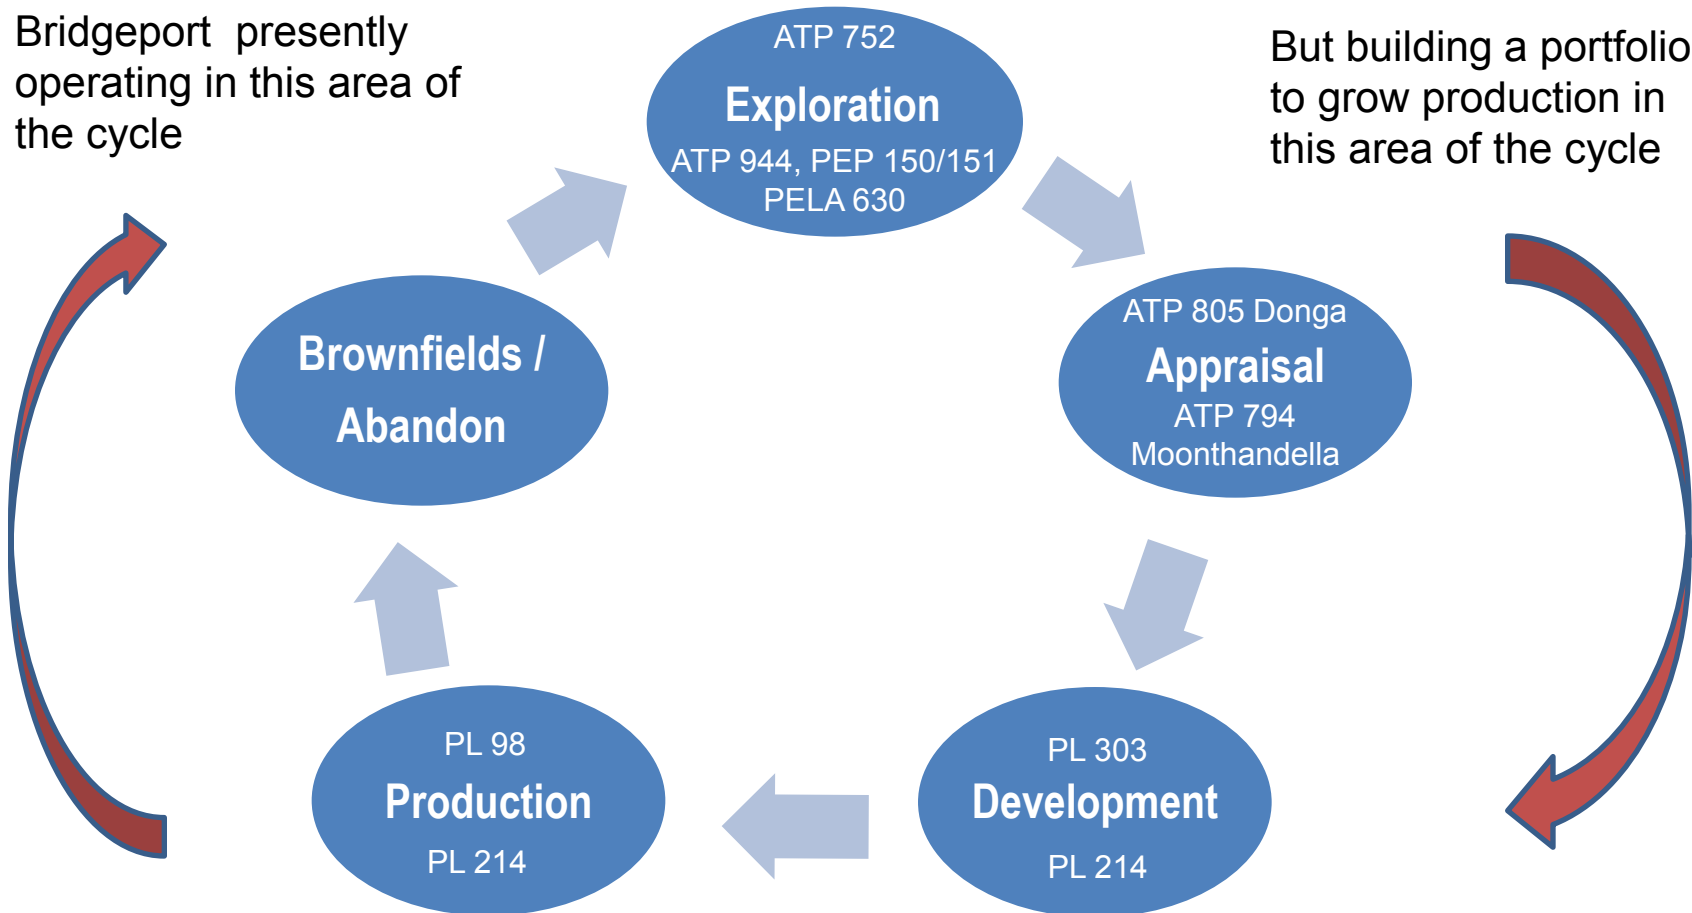 Bridgeport presently
operating in this area of
the cycle
But building a portfolio
to grow production in
this area of the cycle
ATP 752
Exploration
ATP 944, PEP 150/151
PELA 630
ATP 805 Donga
Appraisal
ATP 794
Moonthandella
PL 303
Development
PL 214
PL 98
Production
PL 214
Brownfields /
Abandon